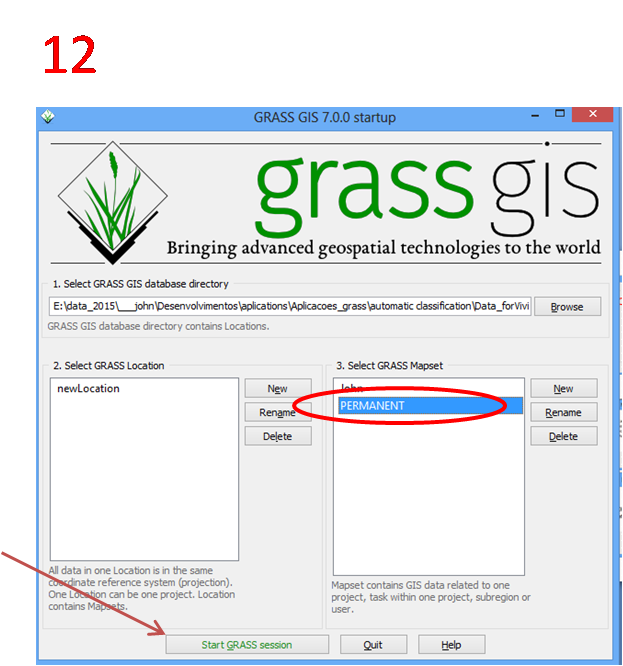 12
GRASS GIS 7.0.0 startup
grass gis
Bringing advanced geospatial technologies to the world
1. Select GRASS GIS database directory
E:\data_2015\___john\Desenvolvimentos\aplications\Aplicacoes_grass\automatic classification\Data_forVivi
Browse
GRASS GIS database directory contains Locations.
2. Select GRASS Location
newLocation
New
Rename
Delete
All data in one Location is in the same
coordinate reference system (projection).
One Location can be one project. Location
contains Mapsets.
3. Select GRASS Mapset
John
PERMANENT
New
Rename
Delete
Mapset contains GIS data related to one
project, task within one project, subregion or
user.
Start GRASS session
Quit
Help